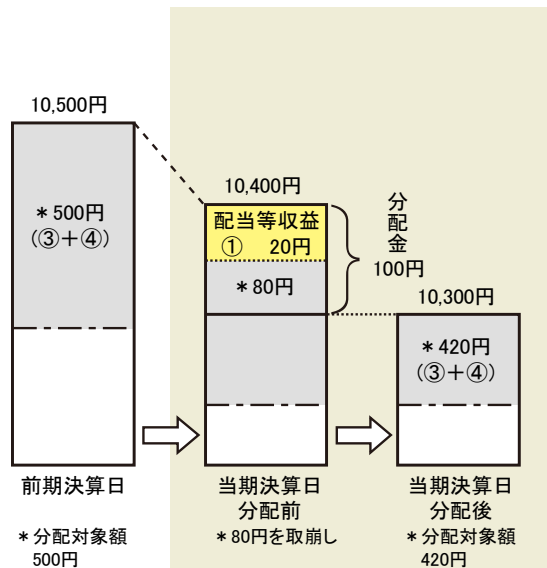 10,500円
＊500円
（③＋④）
前期決算日
＊分配対象額
500円
10,400円
配当等収益
① 20円
＊80円
分配金
100円
当期決算日
分配前
＊80円を取崩し
10,300円
＊420円
（③＋④）
当期決算日
分配後
＊分配対象額
420円